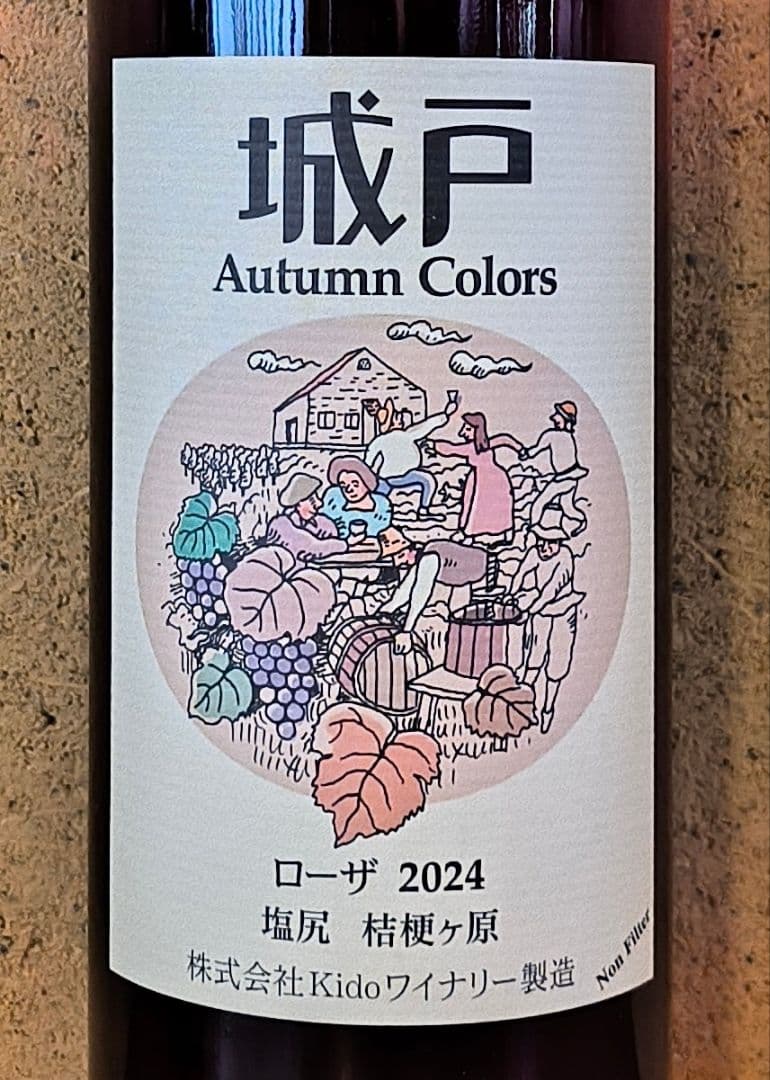 城戸
Autumn Colors
ローザ 2024
塩尻 桔梗ヶ原
株式会社Kidoワイナリー製造
Non Filter